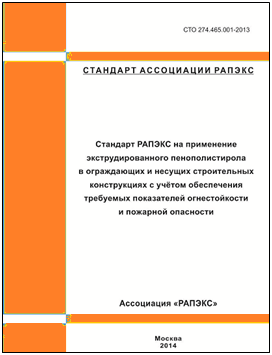 СТО 274.465.001-2013
СТАНДАРТ АССОЦИАЦИИ РАПЭКС
Стандарт РАПЭКС на применение
экструдированного пенополистирола
в ограждающих и несущих строительных
конструкциях с учётом обеспечения
требуемых показателей огнестойкости
и пожарной опасности
Ассоциация «РАПЭКС»
Москва
2014